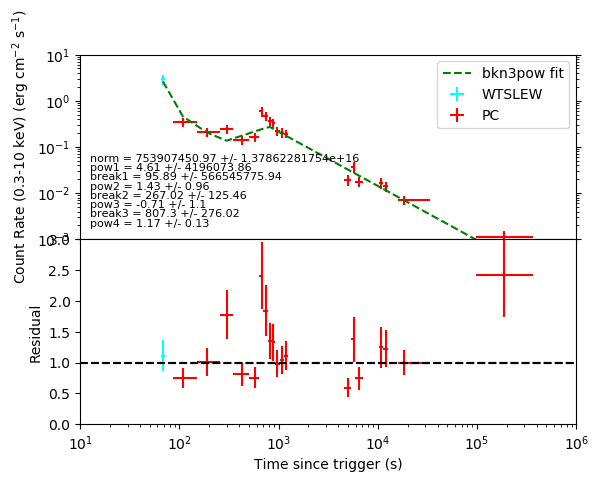 Count Rate (0.3-10 keV) (erg cm⁻² s⁻¹)
10¹
10⁰
10⁻¹
10⁻²
10⁻³
bkn3pow fit
WTSLEW
PC
norm = 753907450.97 +/- 1.37862281754e+16
pow1 = 4.61 +/- 4196073.86
break1 = 95.89 +/- 566545775.94
pow2 = 1.43 +/- 0.96
break2 = 267.02 +/- 125.46
pow3 = -0.71 +/- 1.1
break3 = 807.3 +/- 276.02
pow4 = 1.17 +/- 0.13
Residual
3.0
2.5
2.0
1.5
1.0
0.5
0.0
10¹ 10² 10³ 10⁴ 10⁵ 10⁶
Time since trigger (s)